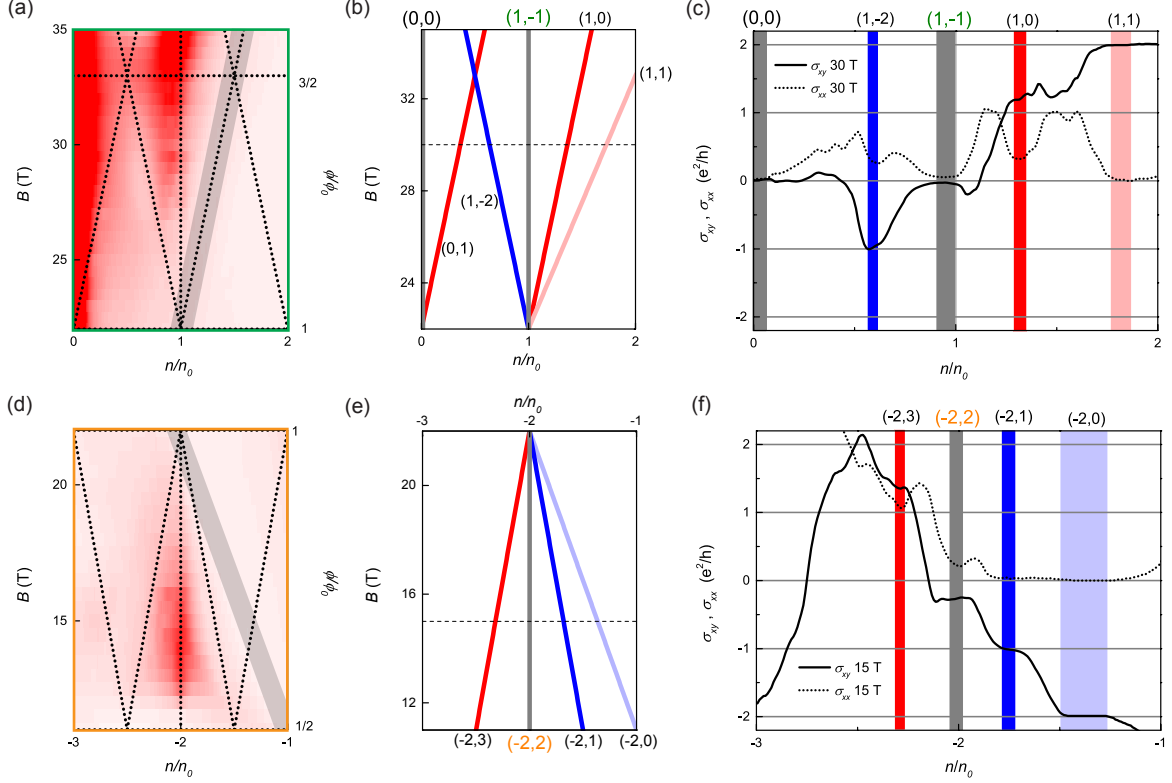 (a)
35
30
25
B (T)
3/2
1
ϕ/ϕ0
0
1
2
n/n0
(b)
(0,0)
(1,-1)
(1,0)
(1,1)
32
28
24
B (T)
(1,-2)
(0,1)
0
1
2
n/n0
(c)
(0,0)
(1,-2)
(1,-1)
(1,0)
(1,1)
2
1
0
-1
-2
σxy , σxx (e2/h)
σxy 30 T
σxx 30 T
0
1
2
n/n0
(d)
20
15
B (T)
1
1/2
ϕ/ϕ0
-3
-2
-1
n/n0
(e)
n/n0
-3
-2
-1
20
16
12
B (T)
(-2,3)
(-2,2)
(-2,1)
(-2,0)
(f)
(-2,3)
(-2,2)
(-2,1)
(-2,0)
2
1
0
-1
-2
σxy , σxx (e2/h)
σxy 15 T
σxx 15 T
-3
-2
-1
n/n0